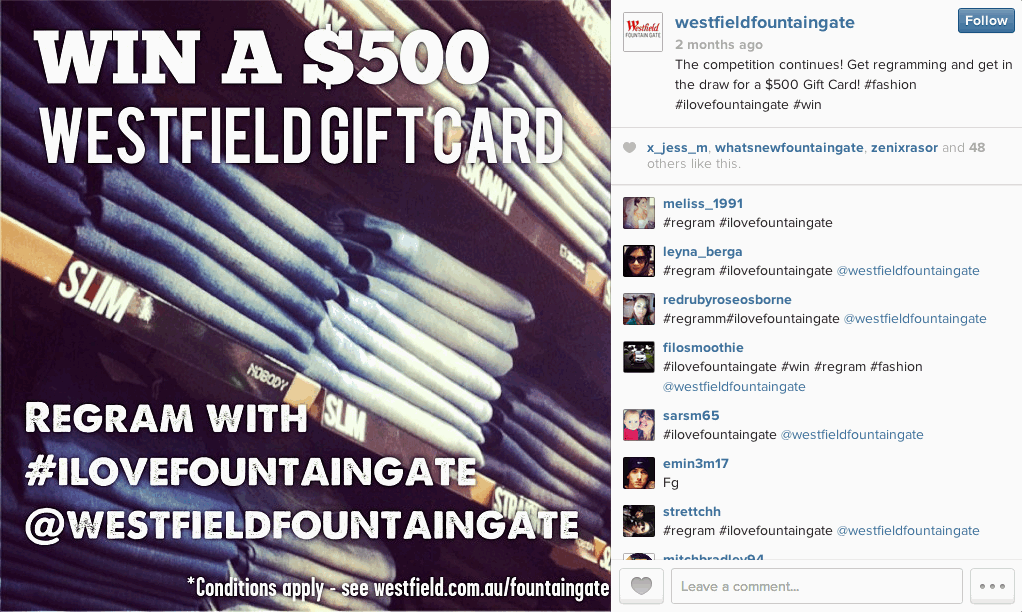 WIN A $500
WESTFIELD GIFT CARD
SKINNY
SLIM
NOBODY
SLIM
REGRAM WITH
#ILOVEFOUNTAINGATE
@WESTFIELDFOUNTAINGATE
*Conditions apply - see westfield.com.au/fountaingate
Westfield
FOUNTAIN GATE
westfieldfountaingate
Follow
2 months ago
The competition continues! Get regramming and get in
the draw for a $500 Gift Card! #fashion
#ilovefountaingate #win
x_jess_m, whatsnewfountaingate, zenixrasor and 48
others like this.
meliss_1991
#regram #ilovefountaingate
leyna_berga
#regram #ilovefountaingate @westfieldfountaingate
redrubyroseosborne
#regramm#ilovefountaingate @westfieldfountaingate
filosmoothie
#ilovefountaingate #win #regram #fashion
@westfieldfountaingate
sarsm65
#ilovefountaingate @westfieldfountaingate
emin3m17
Fg
strettchh
#regram #ilovefountaingate @westfieldfountaingate
mitchbradley94
Leave a comment...